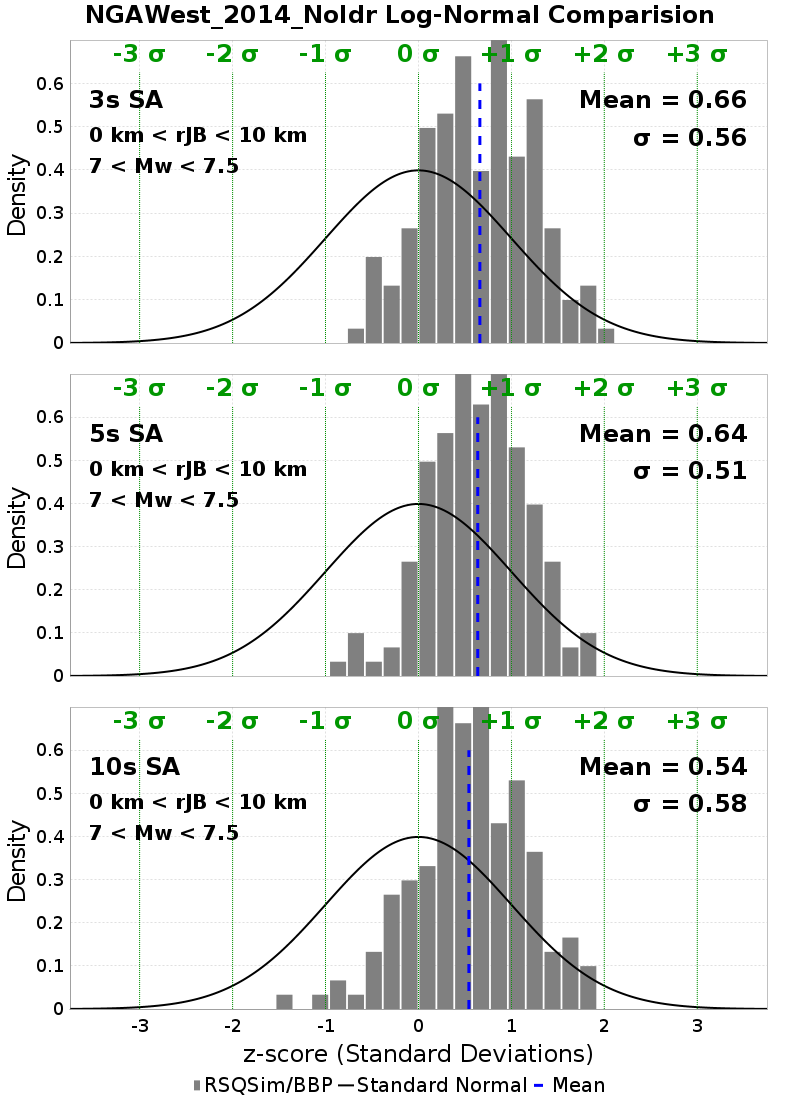 NGAWest_2014_NoIdr Log-Normal Comparision
-3 σ -2 σ -1 σ 0 σ +1 σ +2 σ +3 σ
0.6
3s SA Mean = 0.66
0.5
0 km < rJB < 10 km σ = 0.56
7 < Mw < 7.5
0.4
Density
0.3
0.2
0.1
0
-3 σ -2 σ -1 σ 0 σ +1 σ +2 σ +3 σ
0.6
5s SA Mean = 0.64
0.5
0 km < rJB < 10 km σ = 0.51
7 < Mw < 7.5
0.4
Density
0.3
0.2
0.1
0
-3 σ -2 σ -1 σ 0 σ +1 σ +2 σ +3 σ
0.6
10s SA Mean = 0.54
0.5
0 km < rJB < 10 km σ = 0.58
7 < Mw < 7.5
0.4
Density
0.3
0.2
0.1
0
-3 -2 -1 0 1 2 3
z-score (Standard Deviations)
RSQSim/BBP Standard Normal Mean